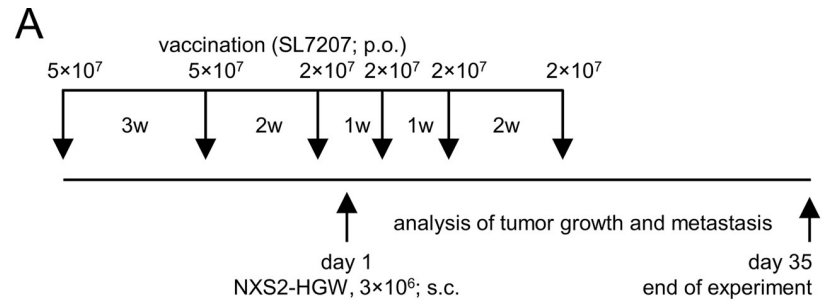 A
vaccination (SL7207; p.o.)
5×10⁷ 5×10⁷ 2×10⁷ 2×10⁷ 2×10⁷ 2×10⁷
3w 2w 1w 1w 2w
analysis of tumor growth and metastasis
day 1 day 35
NXS2-HGW, 3×10⁶; s.c. end of experiment